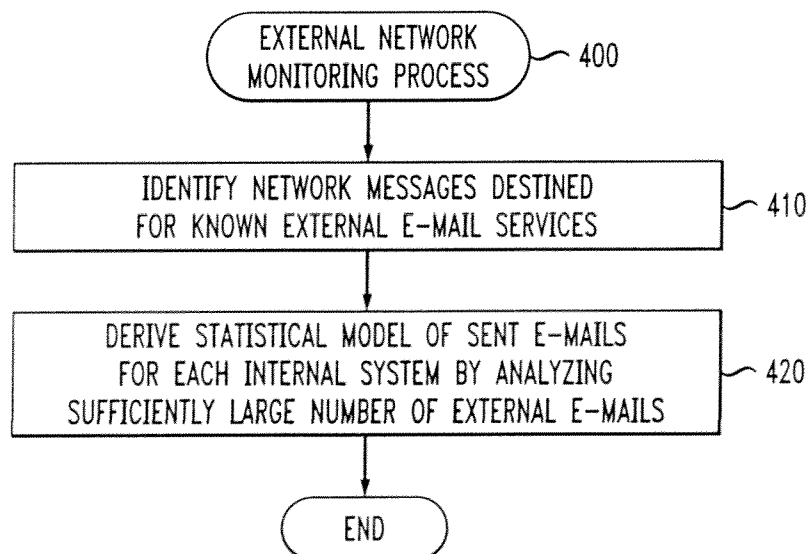 EXTERNAL NETWORK
MONITORING PROCESS
400
IDENTIFY NETWORK MESSAGES DESTINED
FOR KNOWN EXTERNAL E-MAIL SERVICES
410
DERIVE STATISTICAL MODEL OF SENT E-MAILS
FOR EACH INTERNAL SYSTEM BY ANALYZING
SUFFICIENTLY LARGE NUMBER OF EXTERNAL E-MAILS
420
END